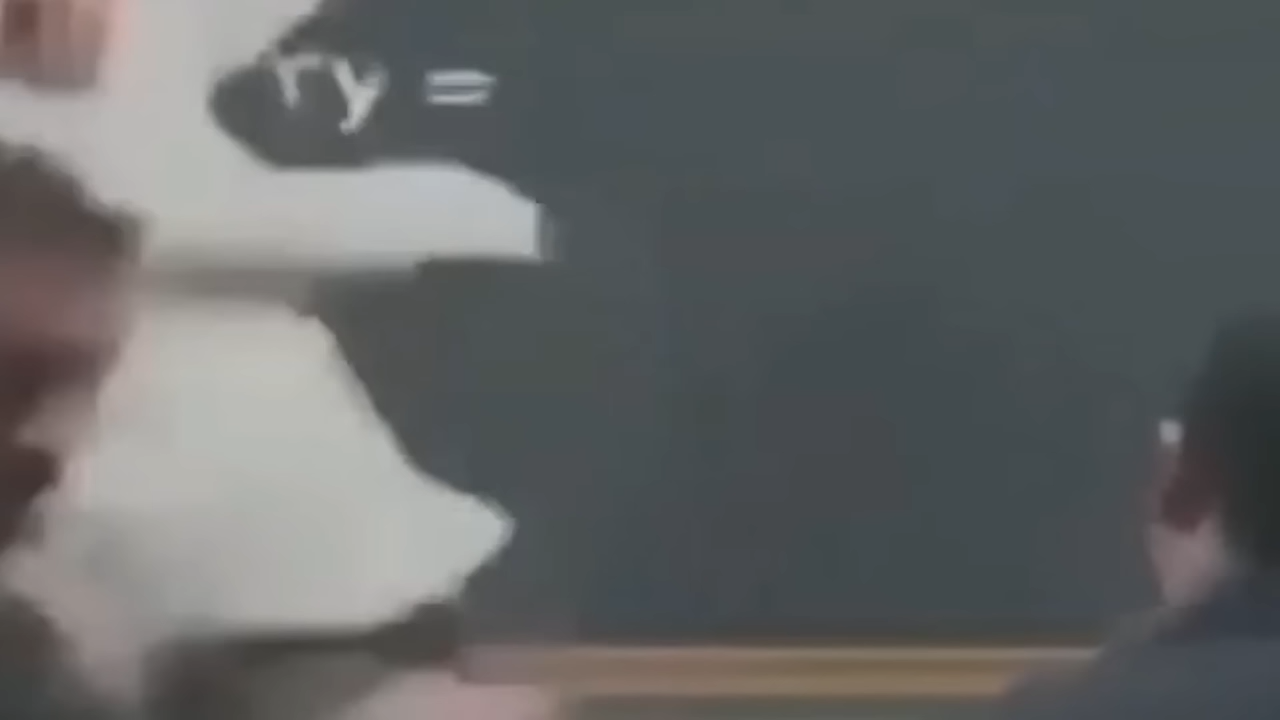 ry =